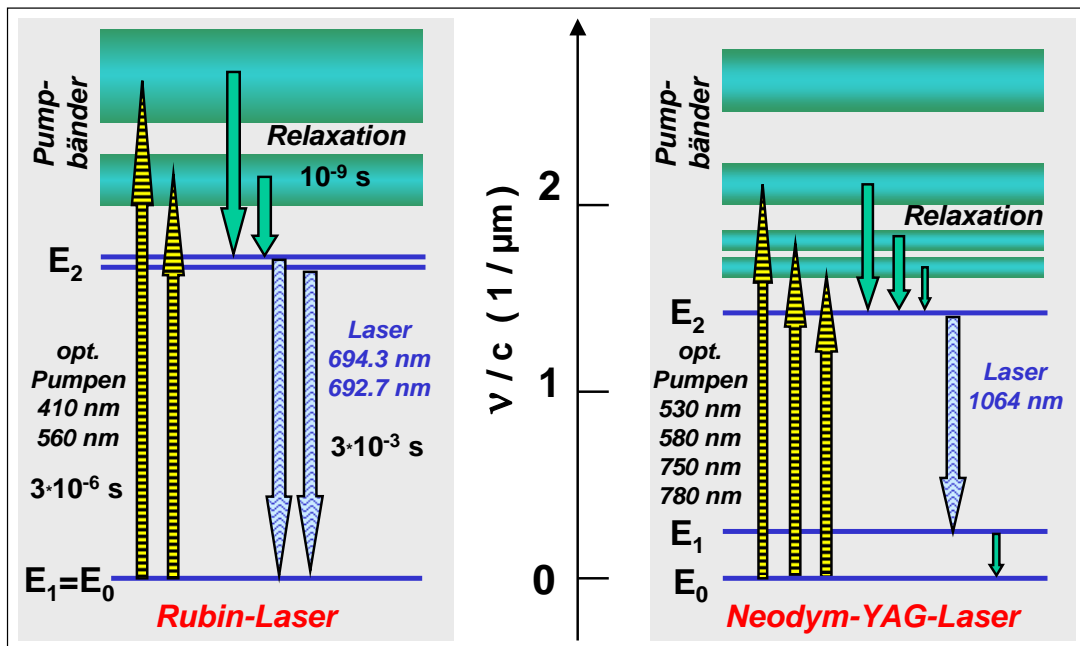 Pump-
bänder
Relaxation
10⁻⁹ s
E₂
opt.
Pumpen
410 nm
560 nm
3*10⁻⁶ s
Laser
694.3 nm
692.7 nm
3*10⁻³ s
E₁=E₀
Rubin-Laser
ν / c ( 1 / µm )
2
1
0
Pump-
bänder
Relaxation
E₂
opt.
Pumpen
530 nm
580 nm
750 nm
780 nm
Laser
1064 nm
E₁
E₀
Neodym-YAG-Laser